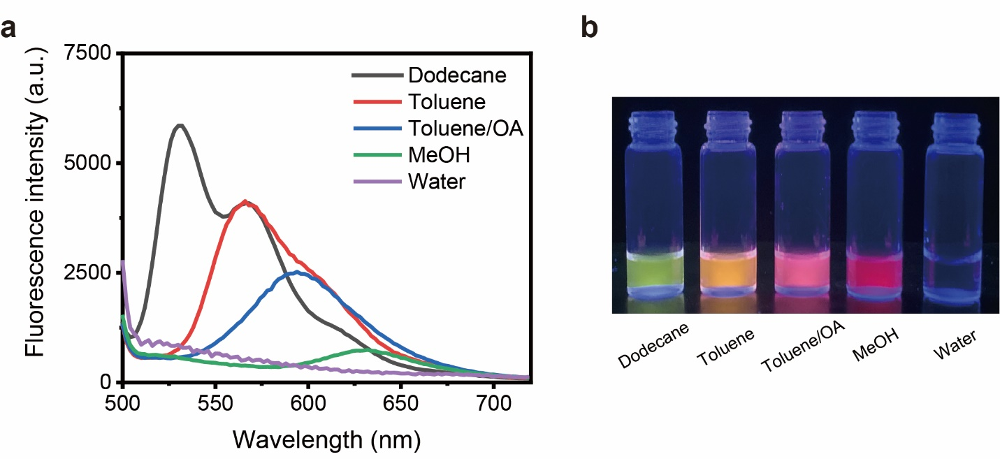 a
7500
5000
2500
0
Fluorescence intensity (a.u.)
Dodecane
Toluene
Toluene/OA
MeOH
Water
500 550 600 650 700
Wavelength (nm)
b
Dodecane
Toluene
Toluene/OA
MeOH
Water